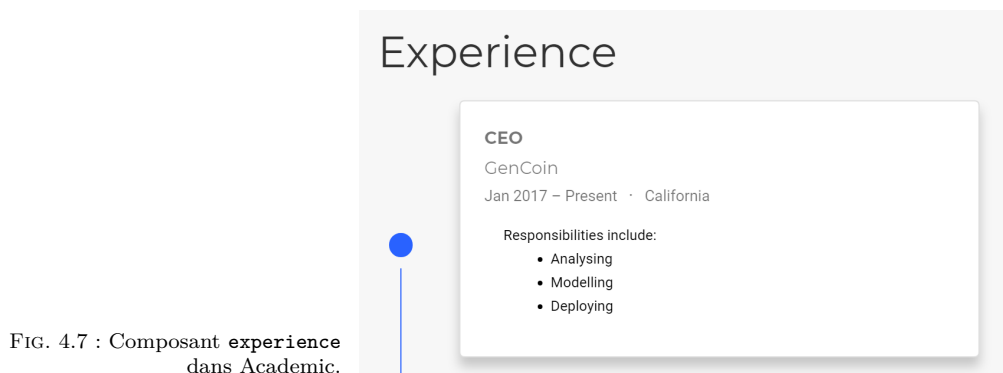 Experience
CEO
GenCoin
Jan 2017 – Present · California
Responsibilities include:
• Analysing
• Modelling
• Deploying
FIG. 4.7 : Composant experience
dans Academic.